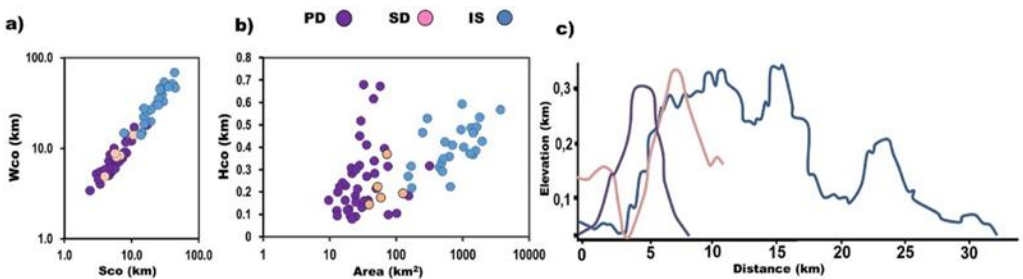 PD SD IS
a)
Wco (km)
100.0
10.0
1.0
1.0 10.0 100.0
Sco (km)
b)
Hco (km)
0.8
0.7
0.6
0.5
0.4
0.3
0.2
0.1
0
1 10 100 1000 10000
Area (km²)
c)
Elevation (km)
0,3
0,2
0,1
0 5 10 15 20 25 30
Distance (km)